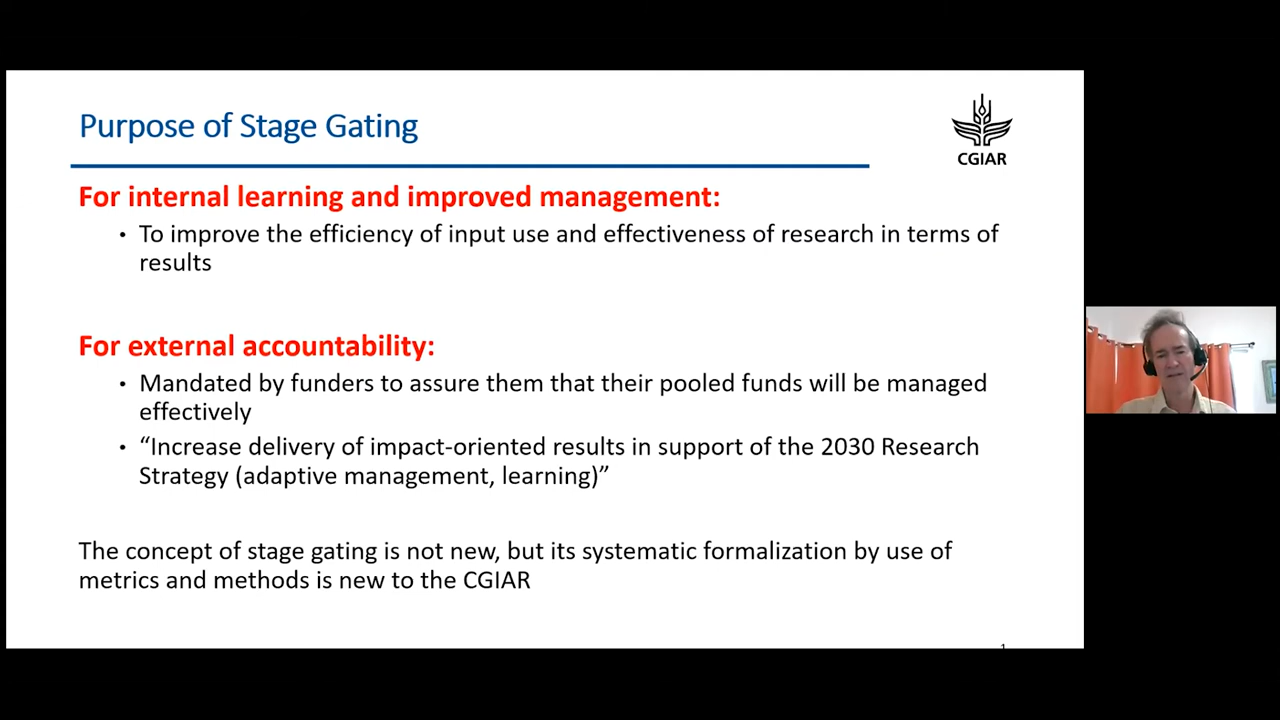 Purpose of Stage Gating
CGIAR
For internal learning and improved management:
• To improve the efficiency of input use and effectiveness of research in terms of
results
For external accountability:
• Mandated by funders to assure them that their pooled funds will be managed
effectively
• “Increase delivery of impact-oriented results in support of the 2030 Research
Strategy (adaptive management, learning)”
The concept of stage gating is not new, but its systematic formalization by use of
metrics and methods is new to the CGIAR
1